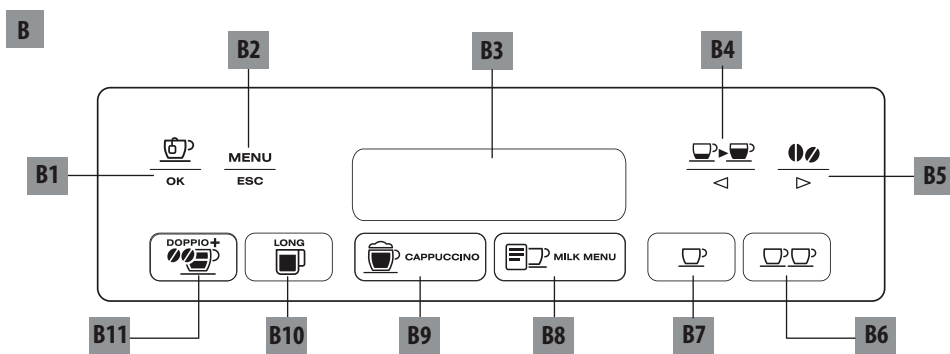 B
B2 B3 B4
MENU
B1 OK ESC B5
DOPPIO+ LONG
CAPPUCCINO MILK MENU
B11 B10 B9 B8 B7 B6